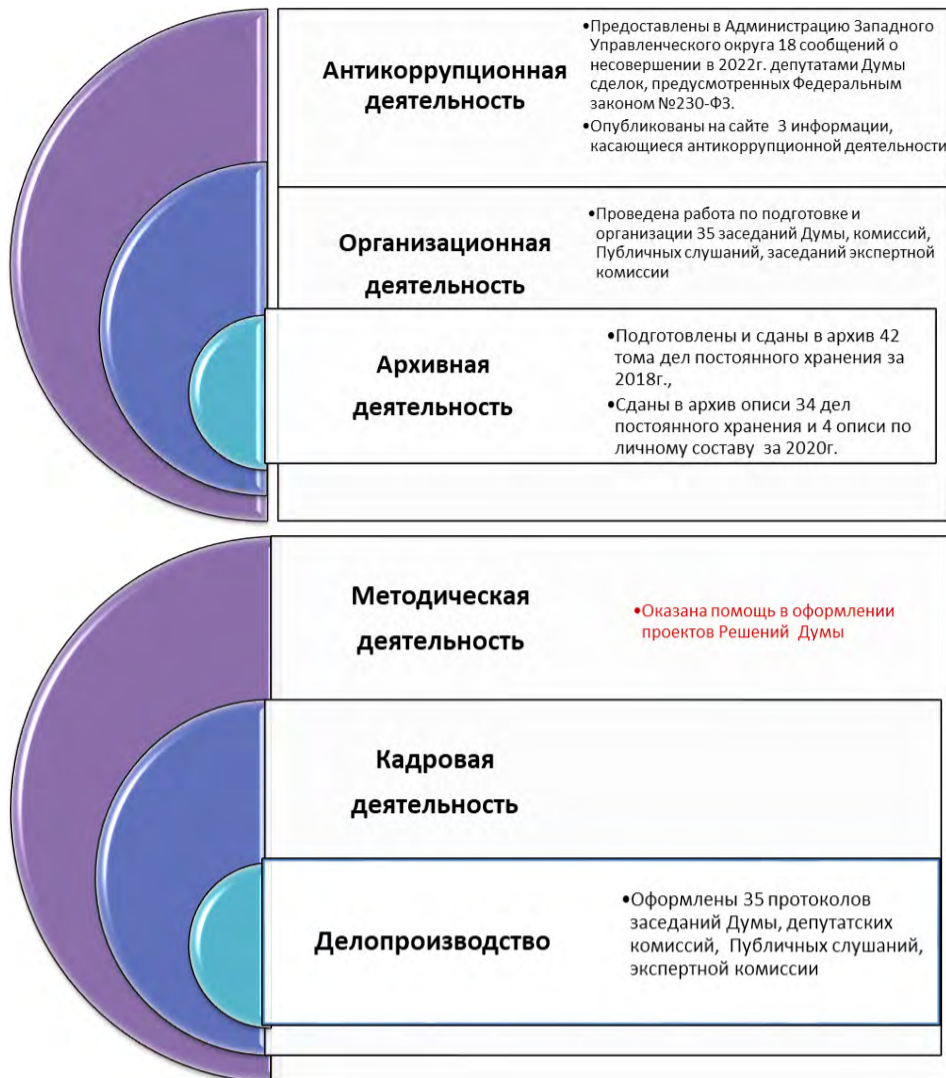 Антикоррупционная
деятельность
•Предоставлены в Администрацию Западного
Управленческого округа 18 сообщений о
несовершении в 2022г. депутатами Думы
сделок, предусмотренных Федеральным
законом №230-ФЗ.
•Опубликованы на сайте 3 информации,
касающиеся антикоррупционной деятельности
Организационная
деятельность
•Проведена работа по подготовке и
организации 35 заседаний Думы, комиссий,
Публичных слушаний, заседаний экспертной
комиссии
Архивная
деятельность
•Подготовлены и сданы в архив 42
тома дел постоянного хранения за
2018г.,
•Сданы в архив описи 34 дел
постоянного хранения и 4 описи по
личному составу за 2020г.
Методическая
деятельность
•Оказана помощь в оформлении
проектов Решений Думы
Кадровая
деятельность
Делопроизводство
•Оформлены 35 протоколов
заседаний Думы, депутатских
комиссий, Публичных слушаний,
экспертной комиссии